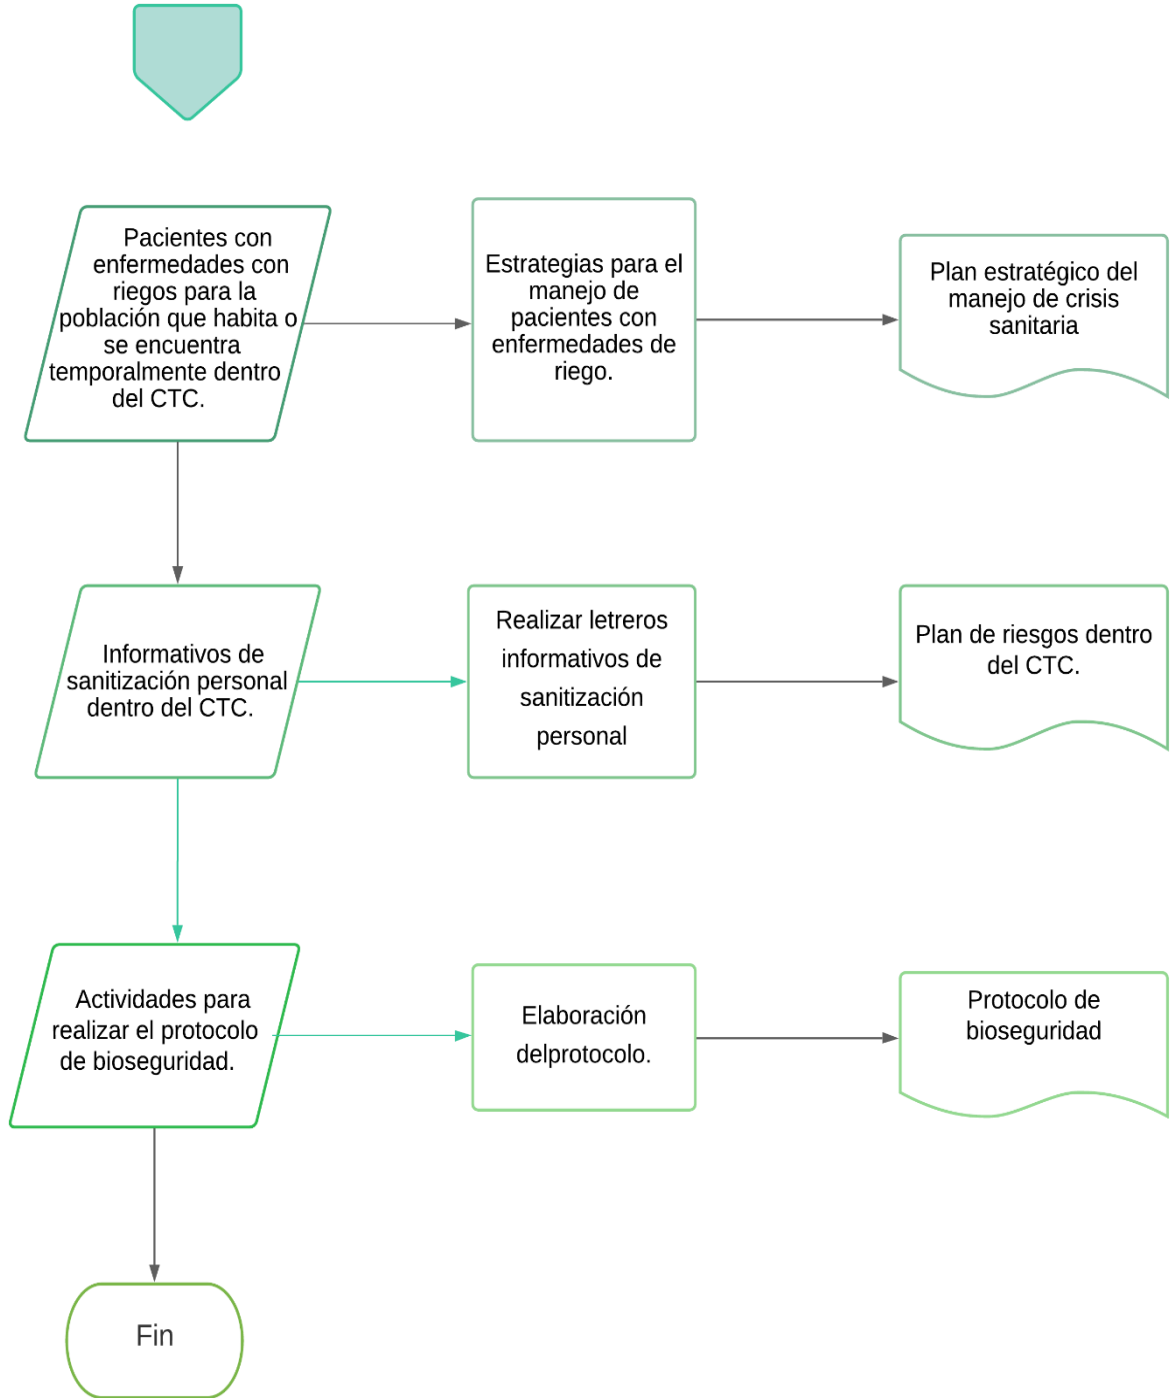 Pacientes con
enfermedades con
riegos para la
población que habita o
se encuentra
temporalmente dentro
del CTC.
Estrategias para el
manejo de
pacientes con
enfermedades de
riego.
Plan estratégico del
manejo de crisis
sanitaria
Informativos de
sanitización personal
dentro del CTC.
Realizar letreros
informativos de
sanitización
personal
Plan de riesgos dentro
del CTC.
Actividades para
realizar el protocolo
de bioseguridad.
Elaboración
delprotocolo.
Protocolo de
bioseguridad
Fin